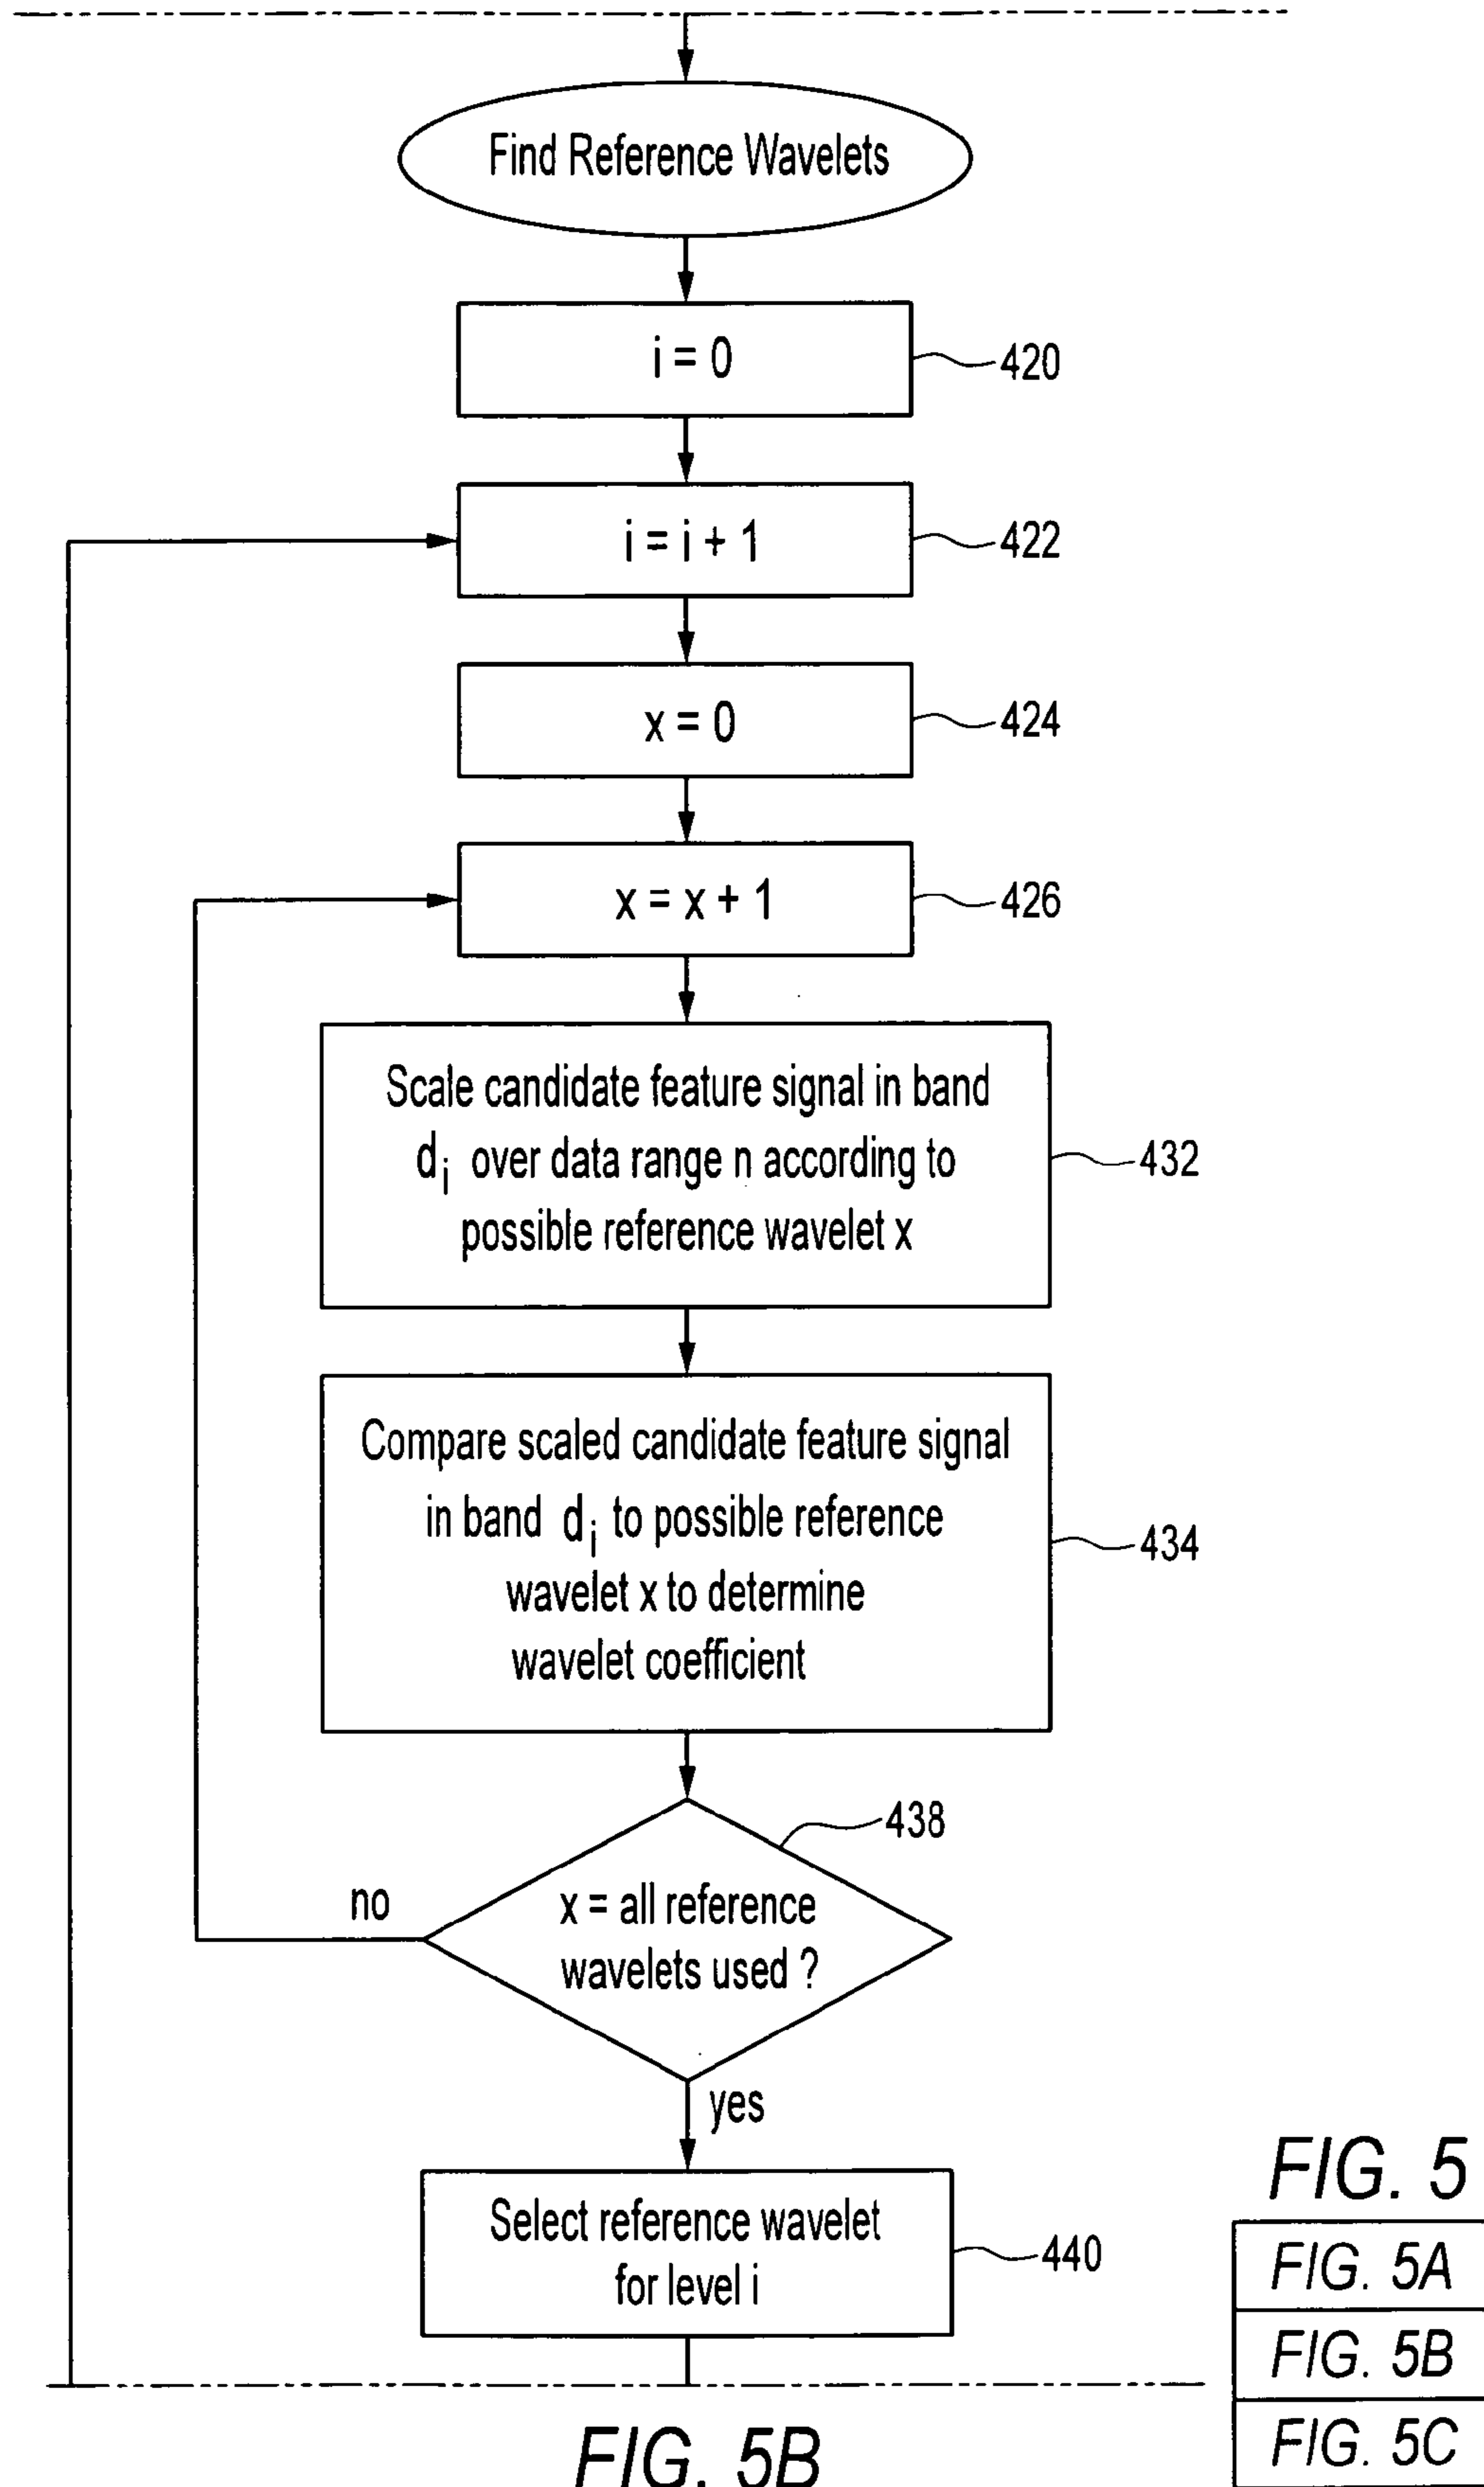 Find Reference Wavelets
i = 0
420
i = i + 1
422
x = 0
424
x = x + 1
426
Scale candidate feature signal in band
di over data range n according to
possible reference wavelet x
432
Compare scaled candidate feature signal
in band di to possible reference
wavelet x to determine
wavelet coefficient
434
438
x = all reference
wavelets used ?
no
yes
Select reference wavelet
for level i
440
FIG. 5
FIG. 5A
FIG. 5B
FIG. 5C
FIG. 5B